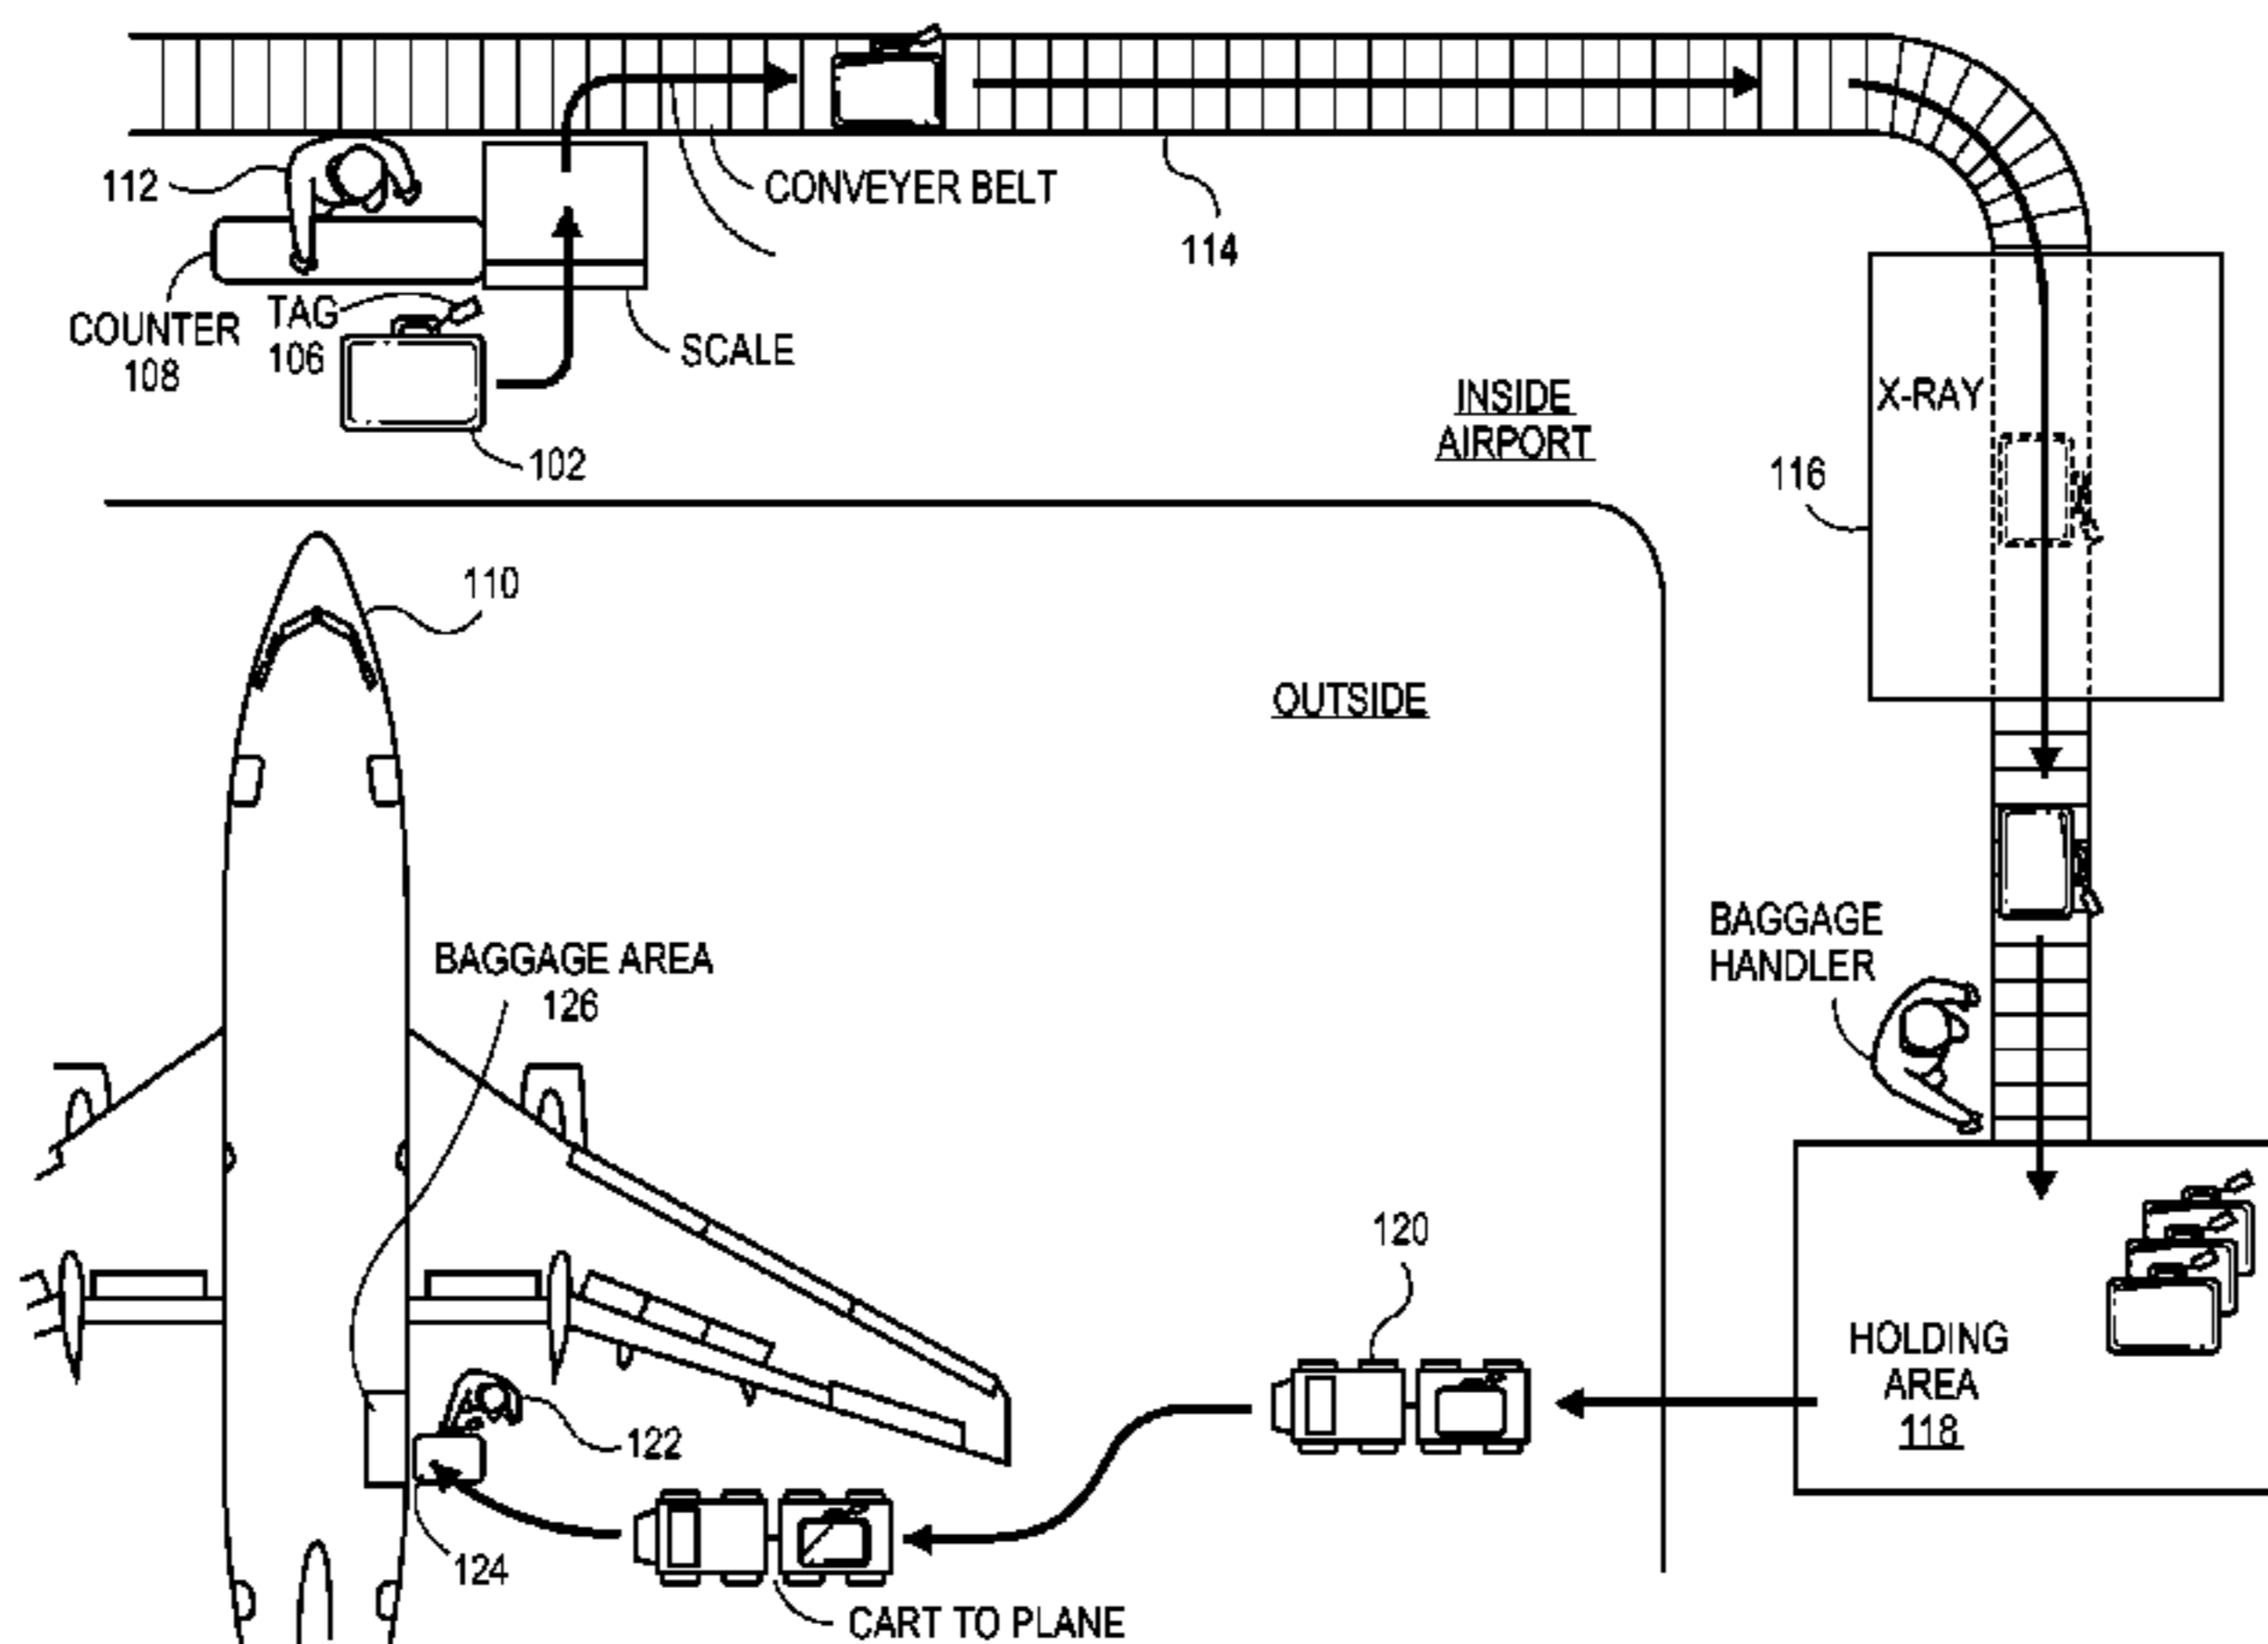 112
CONVEYER BELT
114
COUNTER
108
TAG
106
SCALE
102
INSIDE
AIRPORT
X-RAY
116
110
OUTSIDE
BAGGAGE AREA
126
BAGGAGE
HANDLER
120
HOLDING
AREA
118
122
124
CART TO PLANE